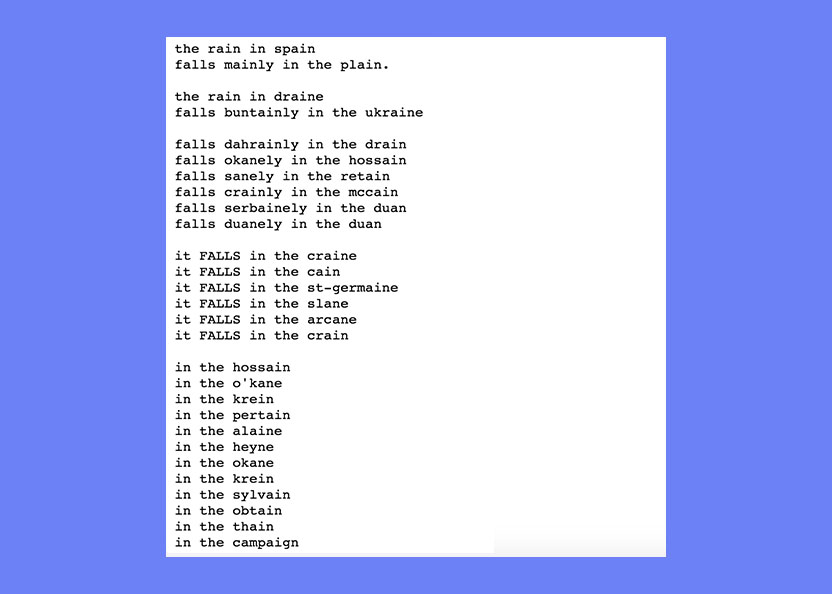 the rain in spain
falls mainly in the plain.
the rain in draine
falls buntainly in the ukraine
falls dahrainly in the drain
falls okanely in the hossain
falls sanely in the retain
falls crainly in the mccain
falls serbainely in the duan
falls duanely in the duan
it FALLS in the craine
it FALLS in the cain
it FALLS in the st-germaine
it FALLS in the slane
it FALLS in the arcane
it FALLS in the crain
in the hossain
in the o'kane
in the krein
in the pertain
in the alaine
in the heyne
in the okane
in the krein
in the sylvain
in the obtain
in the thain
in the campaign